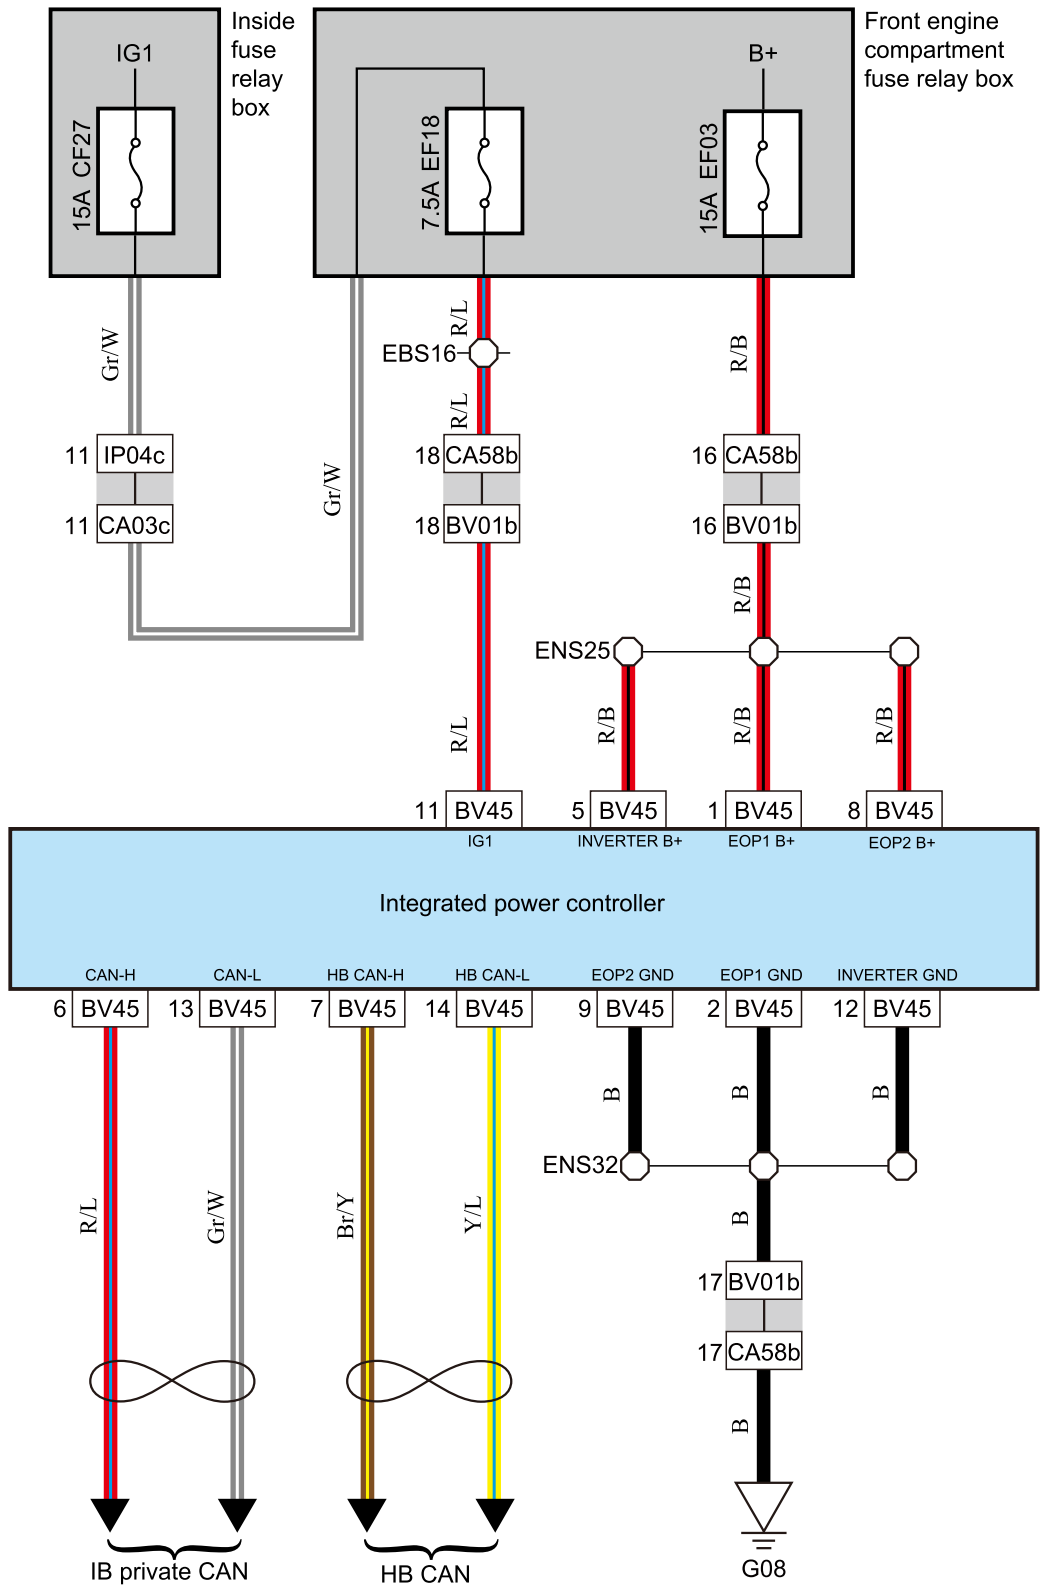 Inside
fuse
relay
box
Front engine
compartment
fuse relay box
IG1
B+
15A CF27
7.5A EF18
15A EF03
Gr/W
R/L
EBS16
R/B
R/L
11 IP04c
18 CA58b
16 CA58b
Gr/W
11 CA03c
18 BV01b
16 BV01b
R/B
ENS25
R/L
R/B
R/B
R/B
11 BV45
5 BV45
1 BV45
8 BV45
IG1
INVERTER B+
EOP1 B+
EOP2 B+
Integrated power controller
CAN-H
CAN-L
HB CAN-H
HB CAN-L
EOP2 GND
EOP1 GND
INVERTER GND
6 BV45
13 BV45
7 BV45
14 BV45
9 BV45
2 BV45
12 BV45
B
B
B
ENS32
R/L
Gr/W
Br/Y
Y/L
B
17 BV01b
17 CA58b
B
IB private CAN
HB CAN
G08